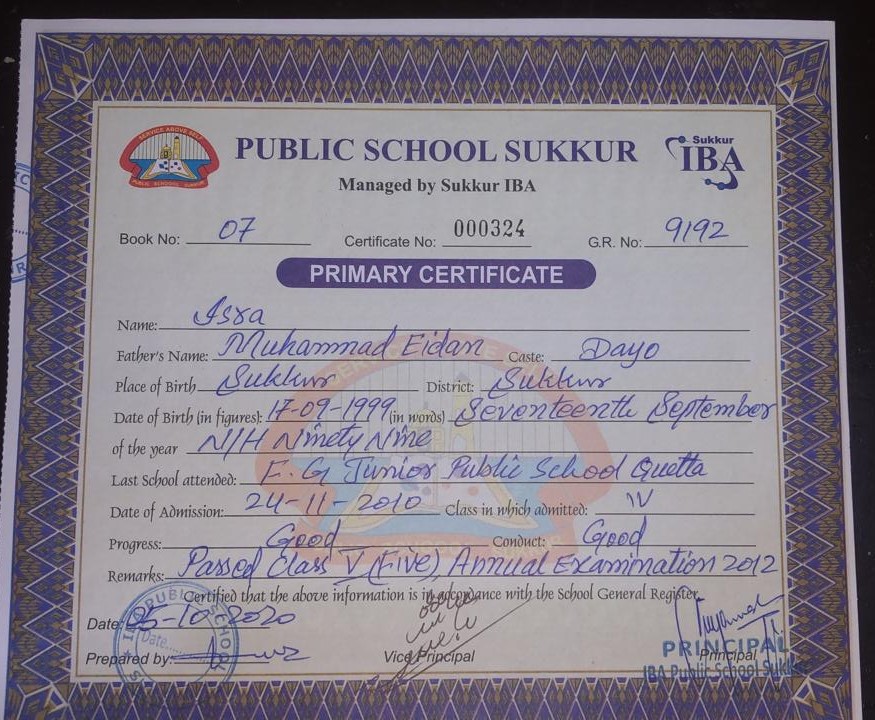 SERVICE ABOVE SELF
PUBLIC SCHOOL SUKKUR
PUBLIC SCHOOL SUKKUR
Managed by Sukkur IBA
Sukkur
IBA
Book No: 07 Certificate No: 000324 G.R. No: 9192
PRIMARY CERTIFICATE
Name: Isra
Father's Name: Muhammad Eidan Caste: Dayo
Place of Birth Sukkur District: Sukkur
Date of Birth (in figures): 17-09-1999 (in words) Seventeenth September
of the year N/H Ninety Nine
Last School attended: F. G Junior Public School Quetta
Date of Admission: 24-11-2010 Class in which admitted: IV
Progress: Good Conduct: Good
Remarks: Passed Class V (Five) Annual Examination 2012
Certified that the above information is in accordance with the School General Register.
Date: 05-10-2020
Prepared by: Vice Principal Principal
Date....
PRINCIPAL
IBA Public School Sukkur